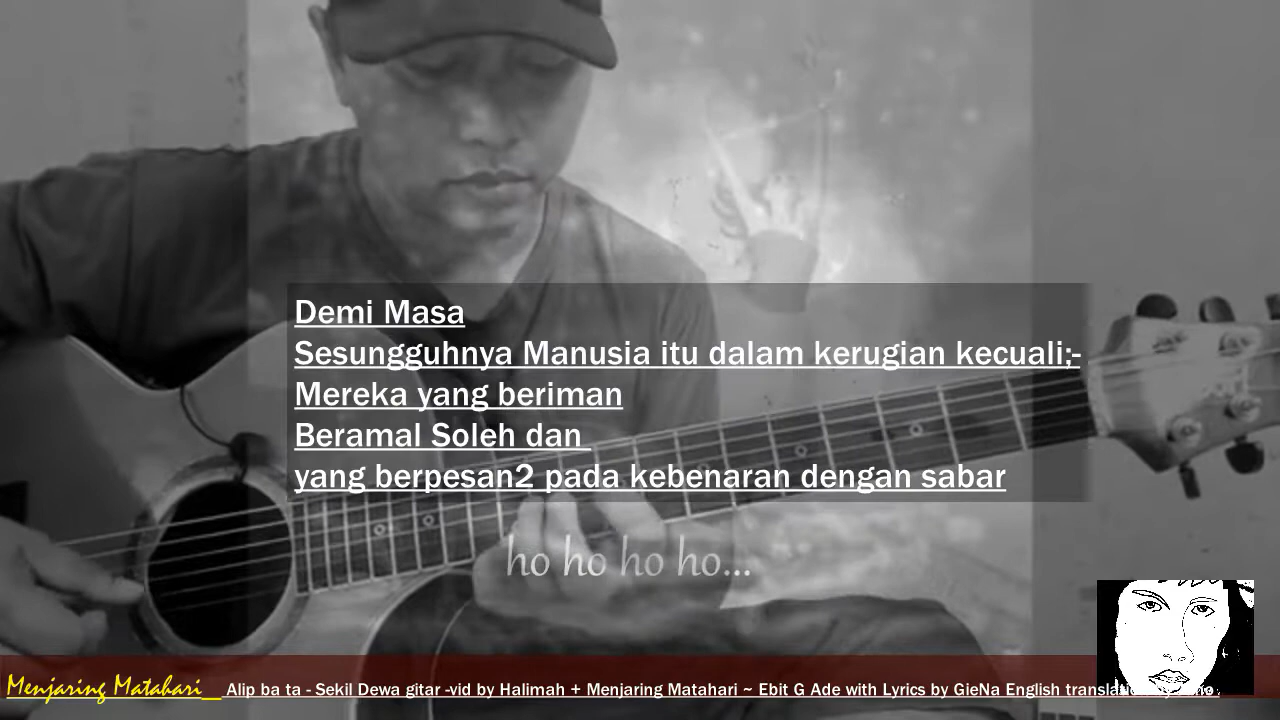 Demi Masa
Sesungguhnya Manusia itu dalam kerugian kecuali;-
Mereka yang beriman
Beramal Soleh dan
yang berpesan2 pada kebenaran dengan sabar
ho ho ho ho...
Menjaring Matahari__ Alip ba ta - Sekil Dewa gitar -vid by Halimah + Menjaring Matahari ~ Ebit G Ade with Lyrics by GieNa English